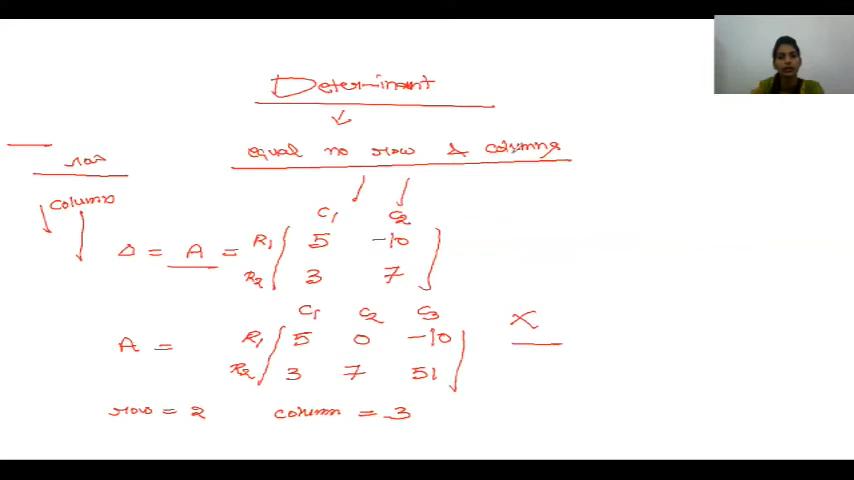 Determinant
equal no row & columns
row
column
C1 C2
Δ = A = R1 5 -10
R2 3 7
C1 C2 C3
A = R1 5 0 -10 X
R2 3 7 51
row = 2 column = 3